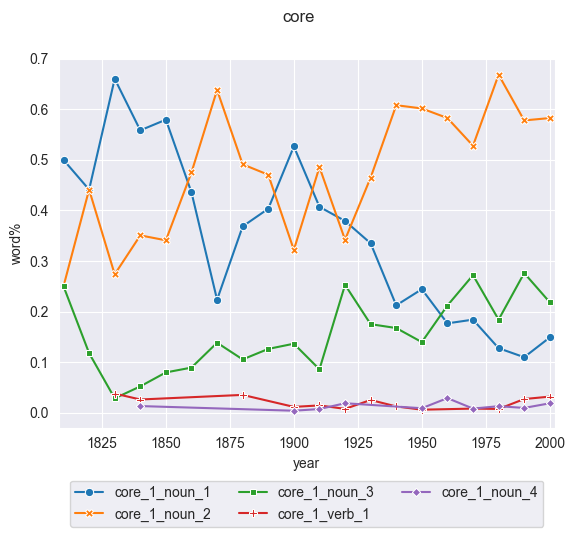 core
0.7
0.6
0.5
0.4
0.3
0.2
0.1
0.0
word%
1825 1850 1875 1900 1925 1950 1975 2000
year
core_1_noun_1 core_1_noun_3 core_1_noun_4
core_1_noun_2 core_1_verb_1